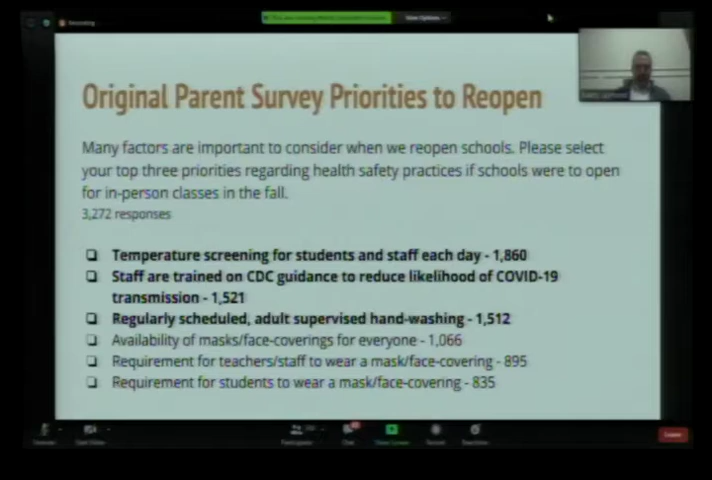 Original Parent Survey Priorities to Reopen
Many factors are important to consider when we reopen schools. Please select
your top three priorities regarding health safety practices if schools were to open
for in-person classes in the fall.
3,272 responses
Temperature screening for students and staff each day - 1,860
Staff are trained on CDC guidance to reduce likelihood of COVID-19
transmission - 1,521
Regularly scheduled, adult supervised hand-washing - 1,512
Availability of masks/face-coverings for everyone - 1,066
Requirement for teachers/staff to wear a mask/face-covering - 895
Requirement for students to wear a mask/face-covering - 835